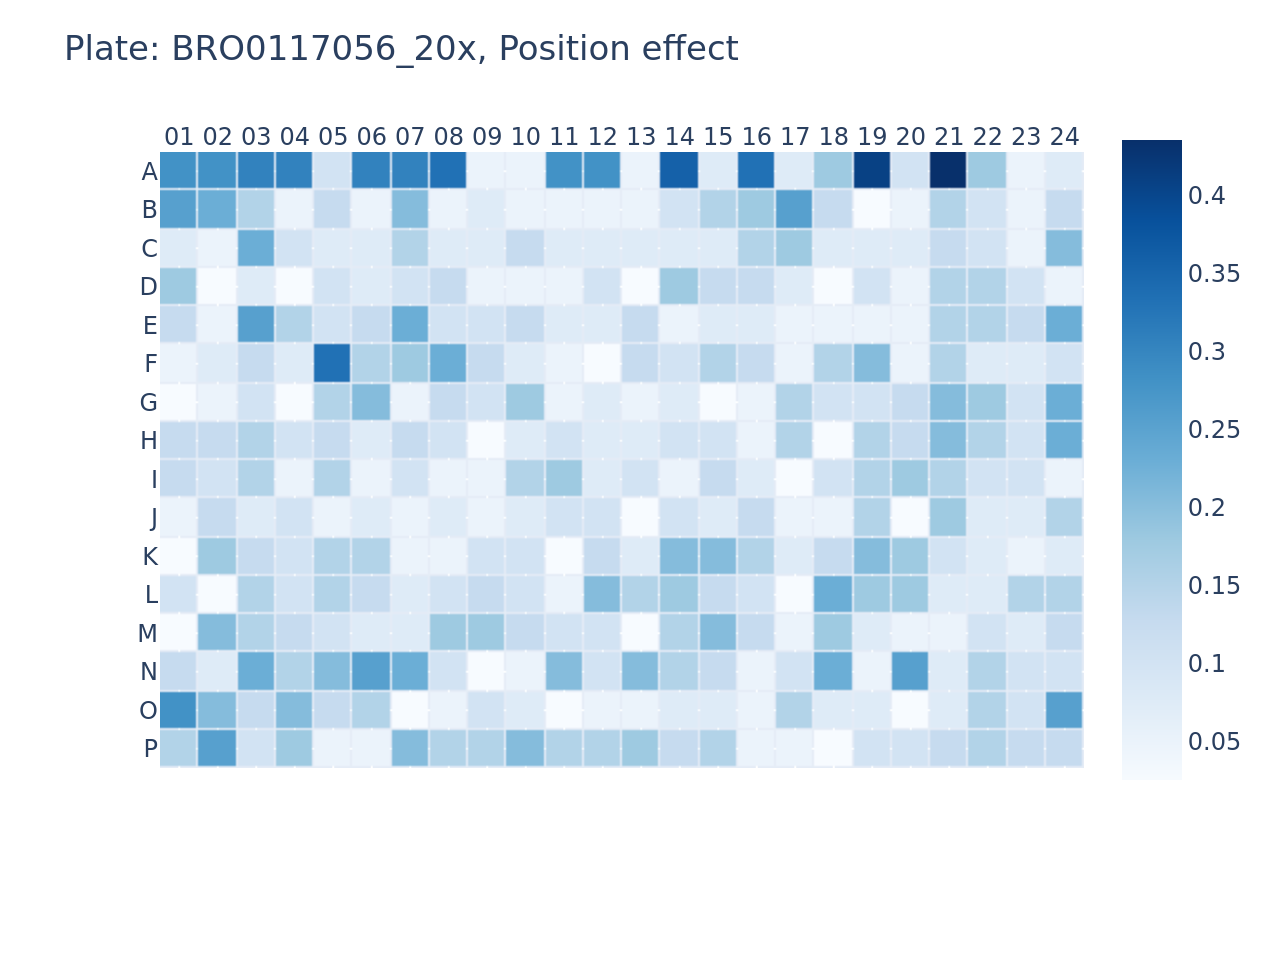 Plate: BRO0117056_20x, Position effect
01 02 03 04 05 06 07 08 09 10 11 12 13 14 15 16 17 18 19 20 21 22 23 24
A
B
C
D
E
F
G
H
I
J
K
L
M
N
O
P
0.4
0.35
0.3
0.25
0.2
0.15
0.1
0.05